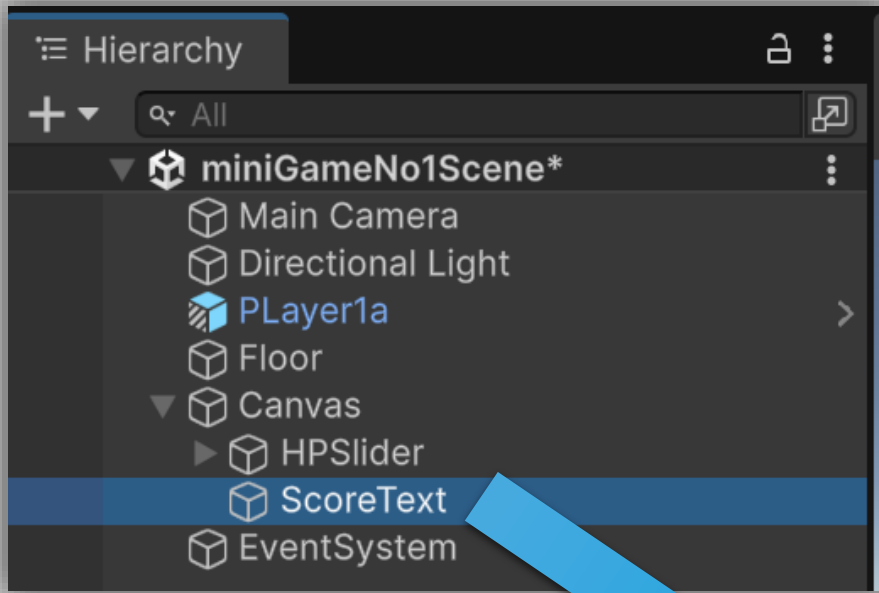 Hierarchy
All
miniGameNo1Scene*
Main Camera
Directional Light
PLayer1a
Floor
Canvas
HPSlider
ScoreText
EventSystem